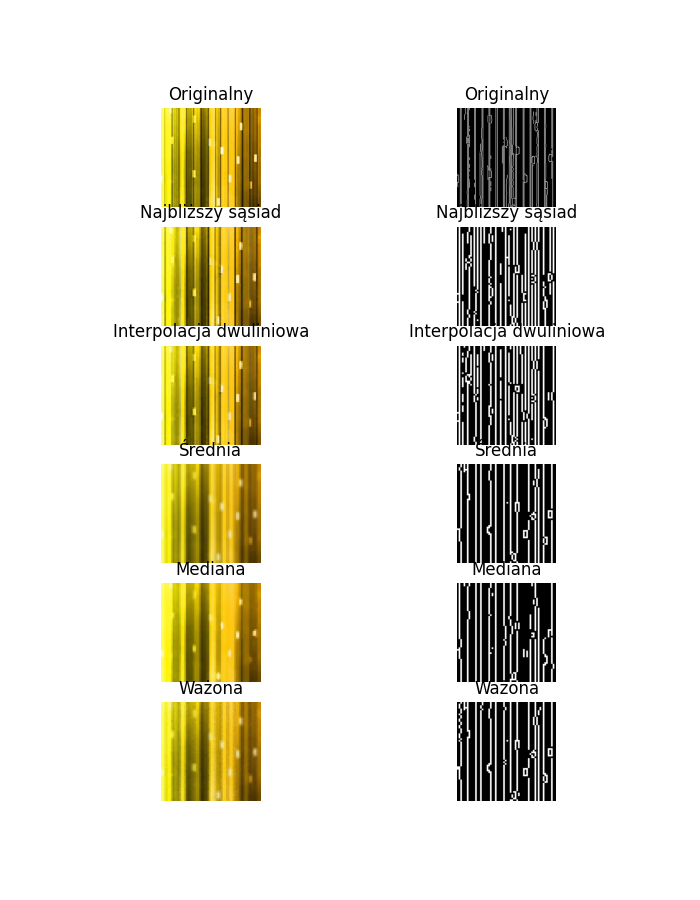 Originalny Originalny
Najbliższy sąsiad Najbliższy sąsiad
Interpolacja dwuliniowa Interpolacja dwuliniowa
Średnia Średnia
Mediana Mediana
Ważona Ważona